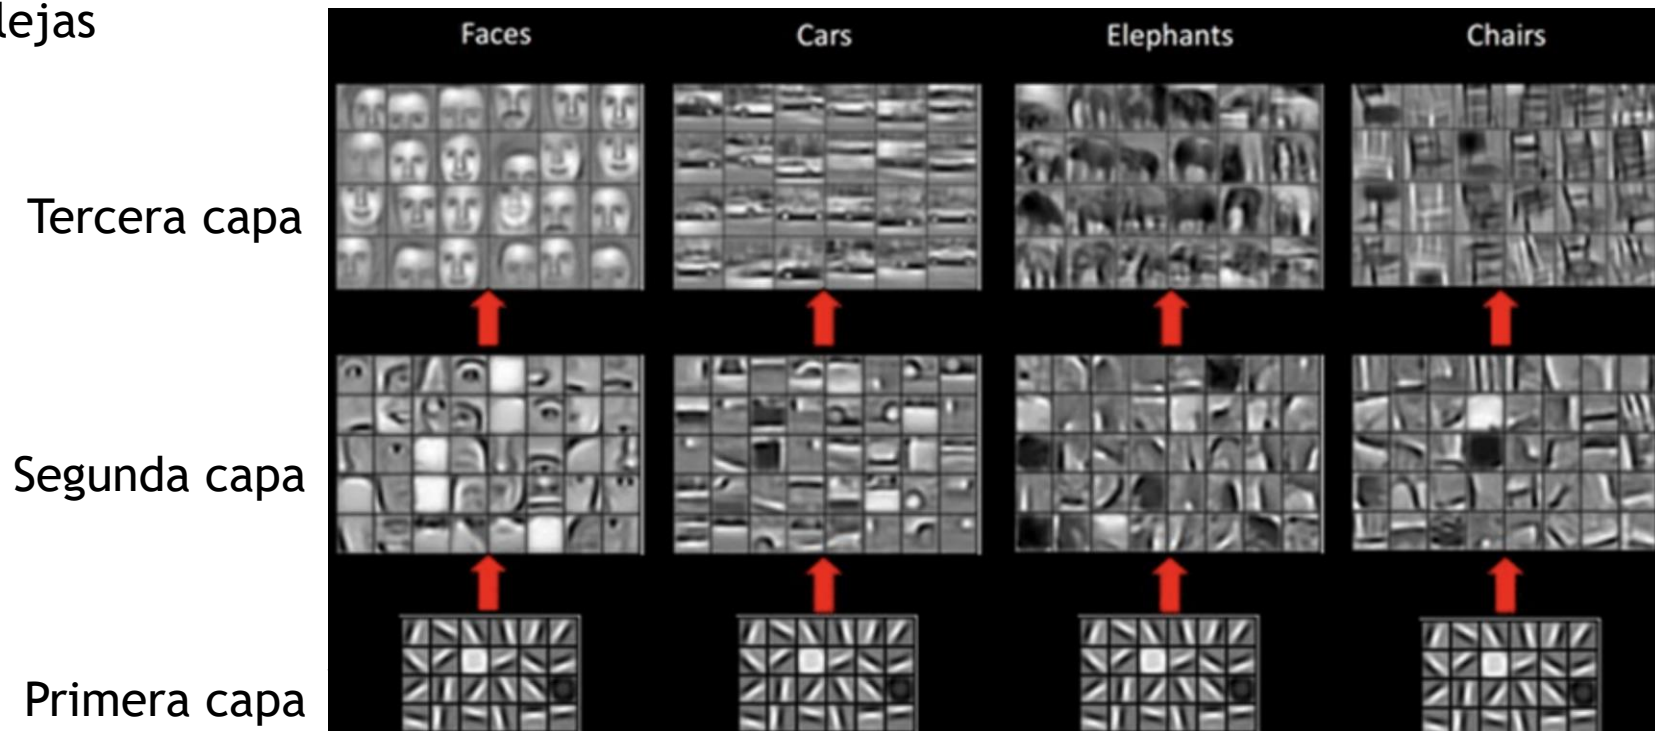 lejas
Faces Cars Elephants Chairs
Tercera capa
Segunda capa
Primera capa